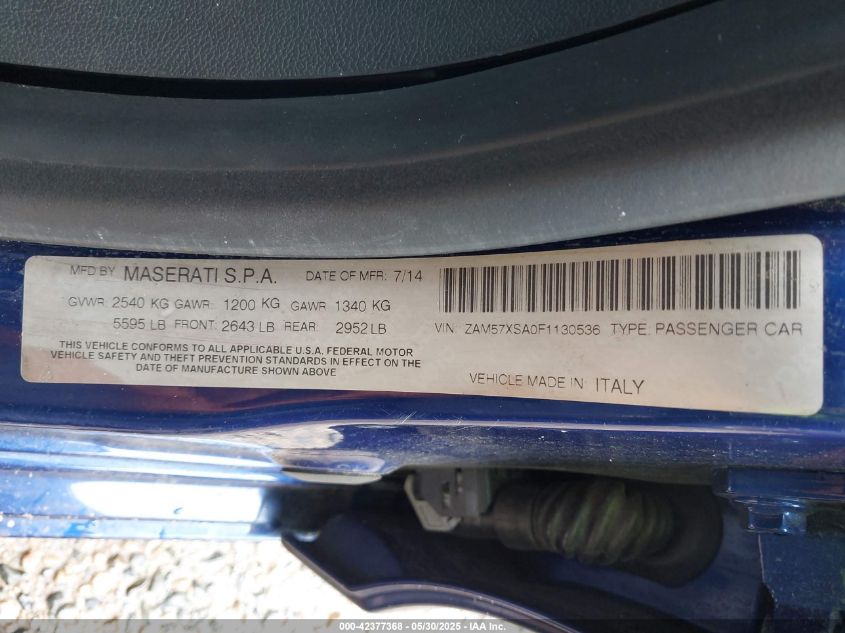 MFD BY MASERATI S.P.A. DATE OF MFR: 7/14
GVWR: 2540 KG GAWR: 1200 KG GAWR 1340 KG
5595 LB FRONT: 2643 LB REAR: 2952 LB
THIS VEHICLE CONFORMS TO ALL APPLICABLE U.S.A. FEDERAL MOTOR
VEHICLE SAFETY AND THEFT PREVENTION STANDARDS IN EFFECT ON THE
DATE OF MANUFACTURE SHOWN ABOVE
VIN: ZAM57XSA0F1130536 TYPE: PASSENGER CAR
VEHICLE MADE IN ITALY
000-42377368 - 05/30/2025 - IAA Inc.